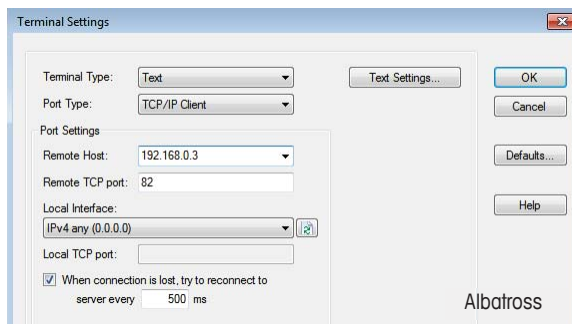 Terminal Settings
Terminal Type: Text Text Settings... OK
Port Type: TCP/IP Client Cancel
Port Settings
Remote Host: 192.168.0.3 Defaults...
Remote TCP port: 82
Local Interface: Help
IPv4 any (0.0.0.0)
Local TCP port:
When connection is lost, try to reconnect to
server every 500 ms
Albatross